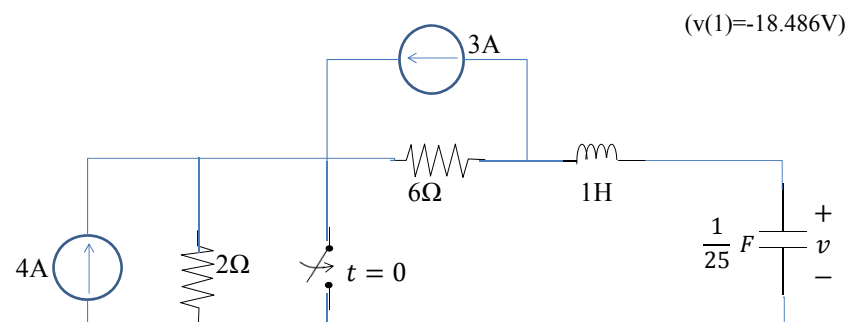 (v(1)=-18.486V)
3A
6Ω
1H
4A
2Ω
t = 0
1/25 F
+
v
−